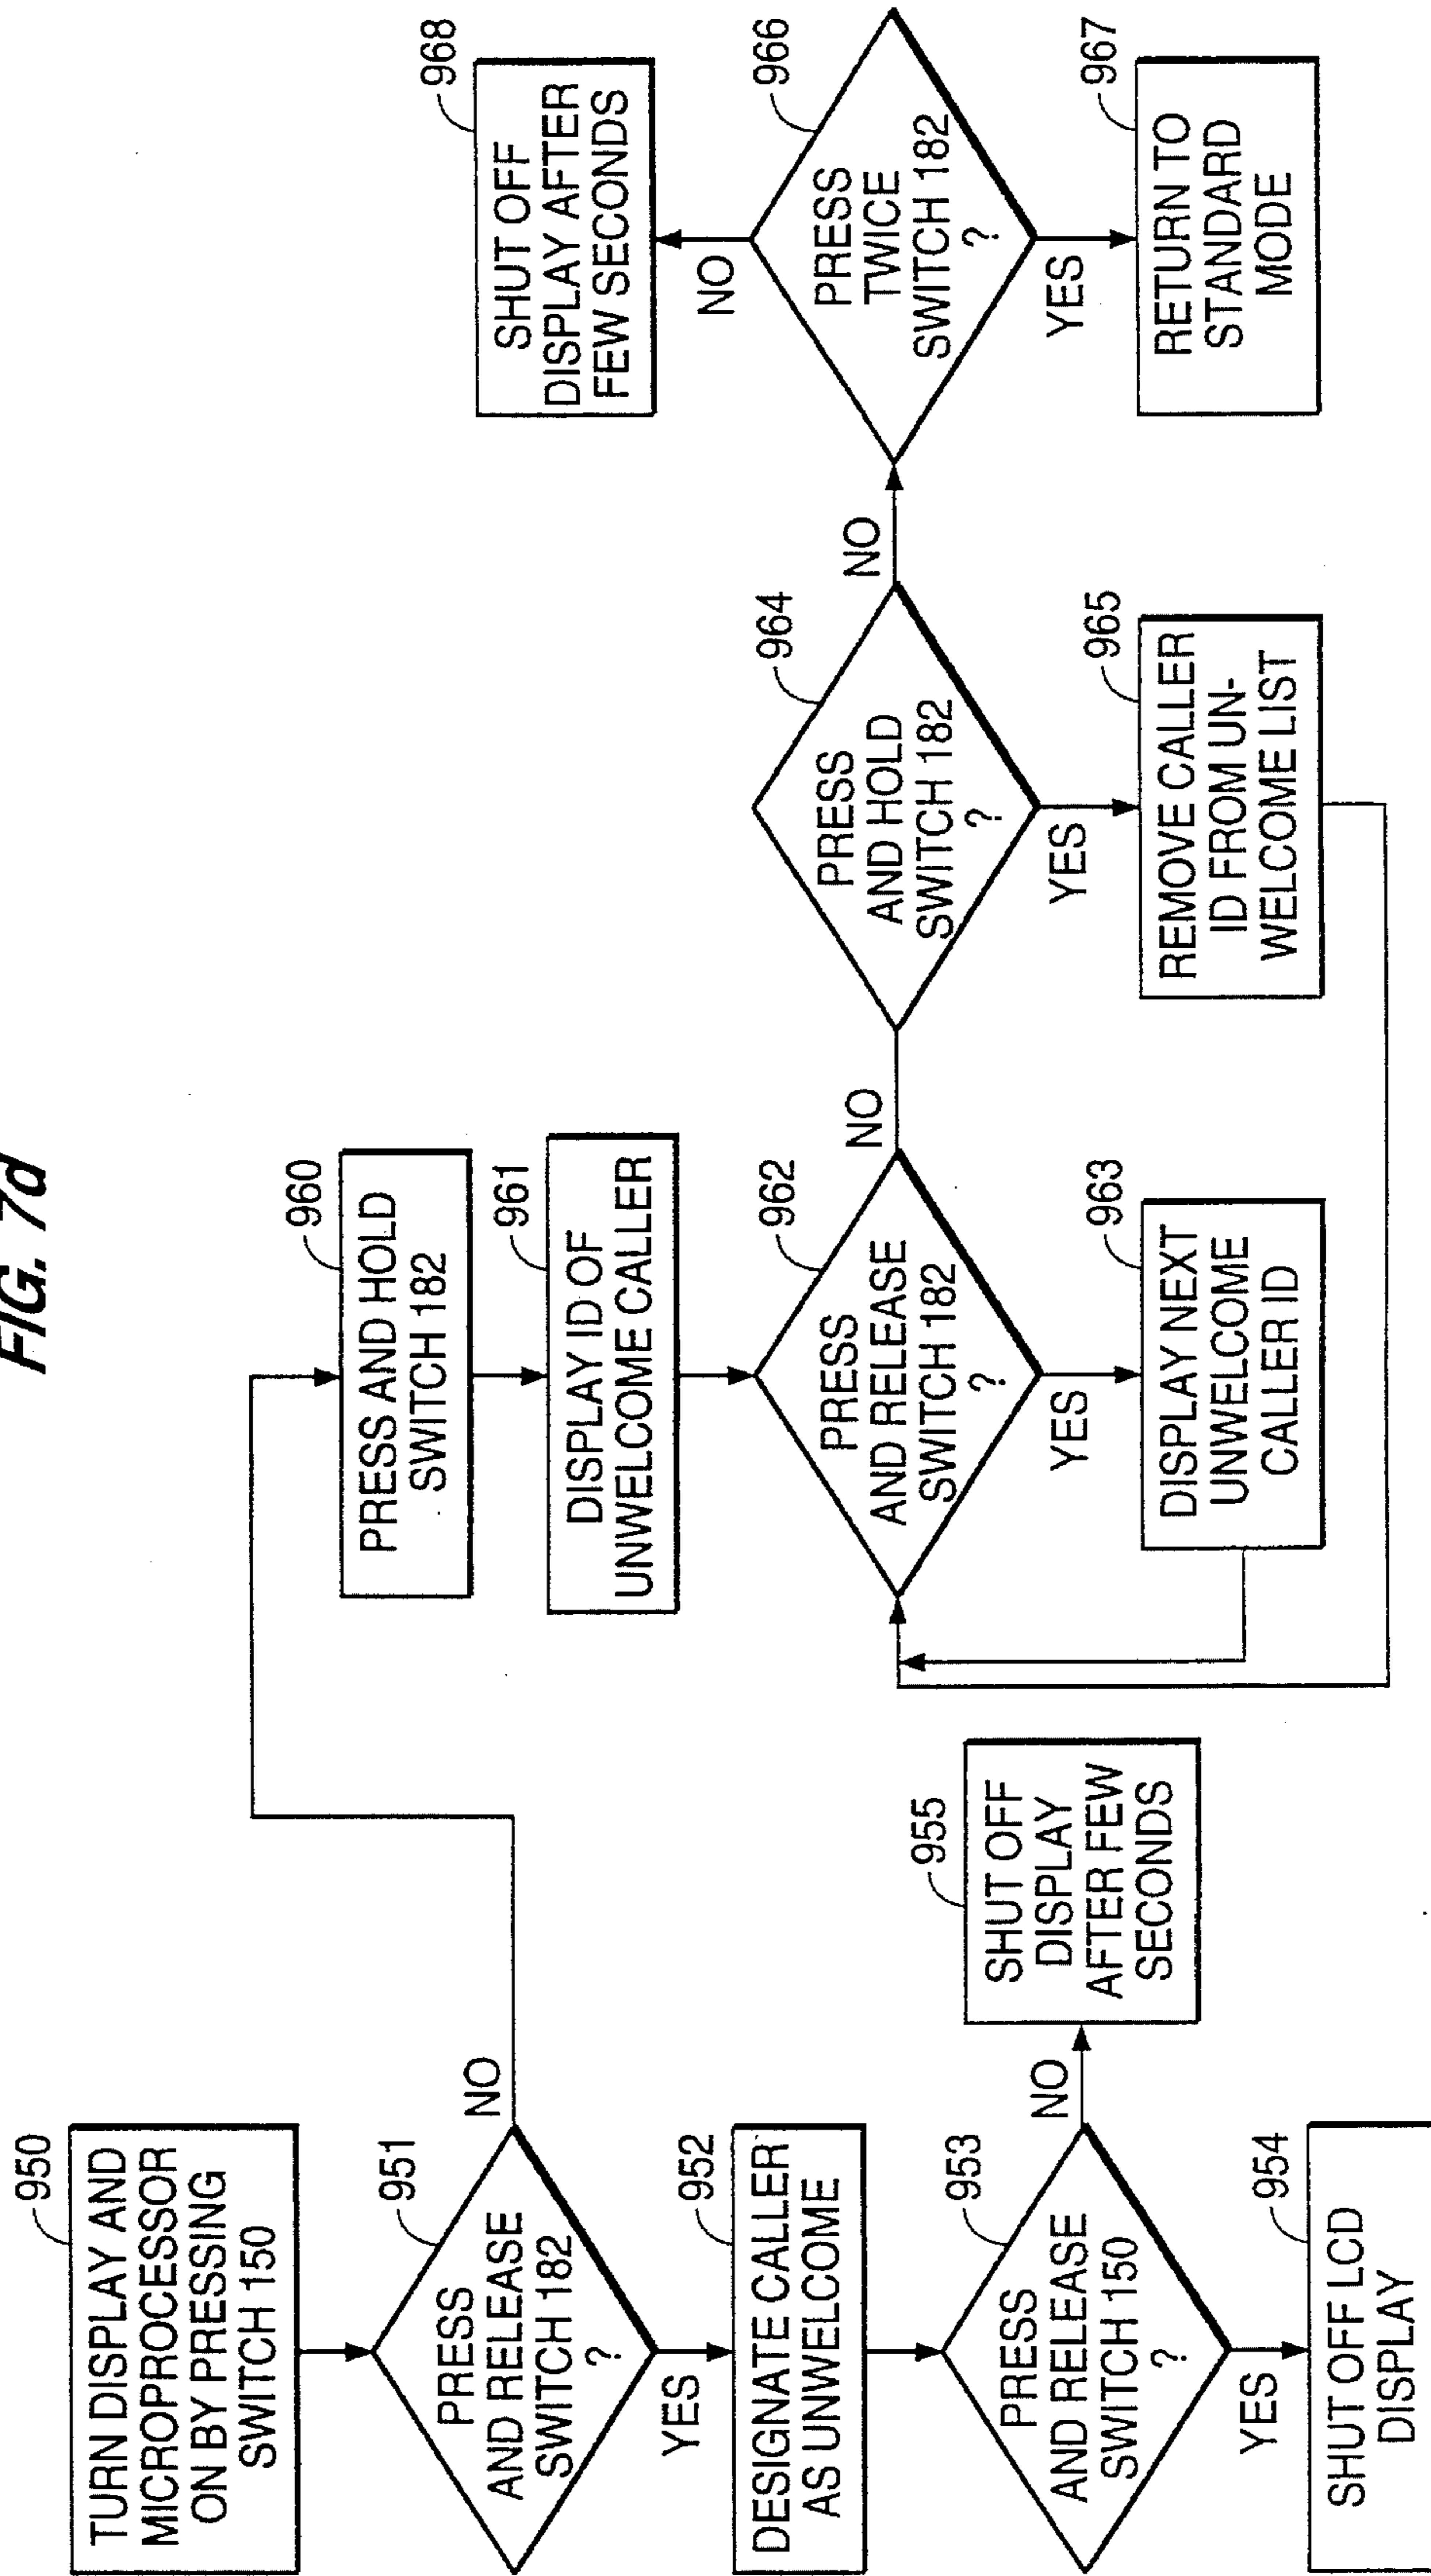 FIG. 7d
950
TURN DISPLAY AND
MICROPROCESSOR
ON BY PRESSING
SWITCH 150
951
PRESS
AND RELEASE
SWITCH 182
?
NO
YES
952
DESIGNATE CALLER
AS UNWELCOME
953
PRESS
AND RELEASE
SWITCH 150
?
NO
YES
954
SHUT OFF LCD
DISPLAY
955
SHUT OFF
DISPLAY
AFTER FEW
SECONDS
960
PRESS AND HOLD
SWITCH 182
961
DISPLAY ID OF
UNWELCOME CALLER
962
PRESS
AND RELEASE
SWITCH 182
?
NO
YES
963
DISPLAY NEXT
UNWELCOME
CALLER ID
964
PRESS
AND HOLD
SWITCH 182
?
NO
YES
965
REMOVE CALLER
ID FROM UN-
WELCOME LIST
966
PRESS
TWICE
SWITCH 182
?
NO
YES
968
SHUT OFF
DISPLAY AFTER
FEW SECONDS
967
RETURN TO
STANDARD
MODE